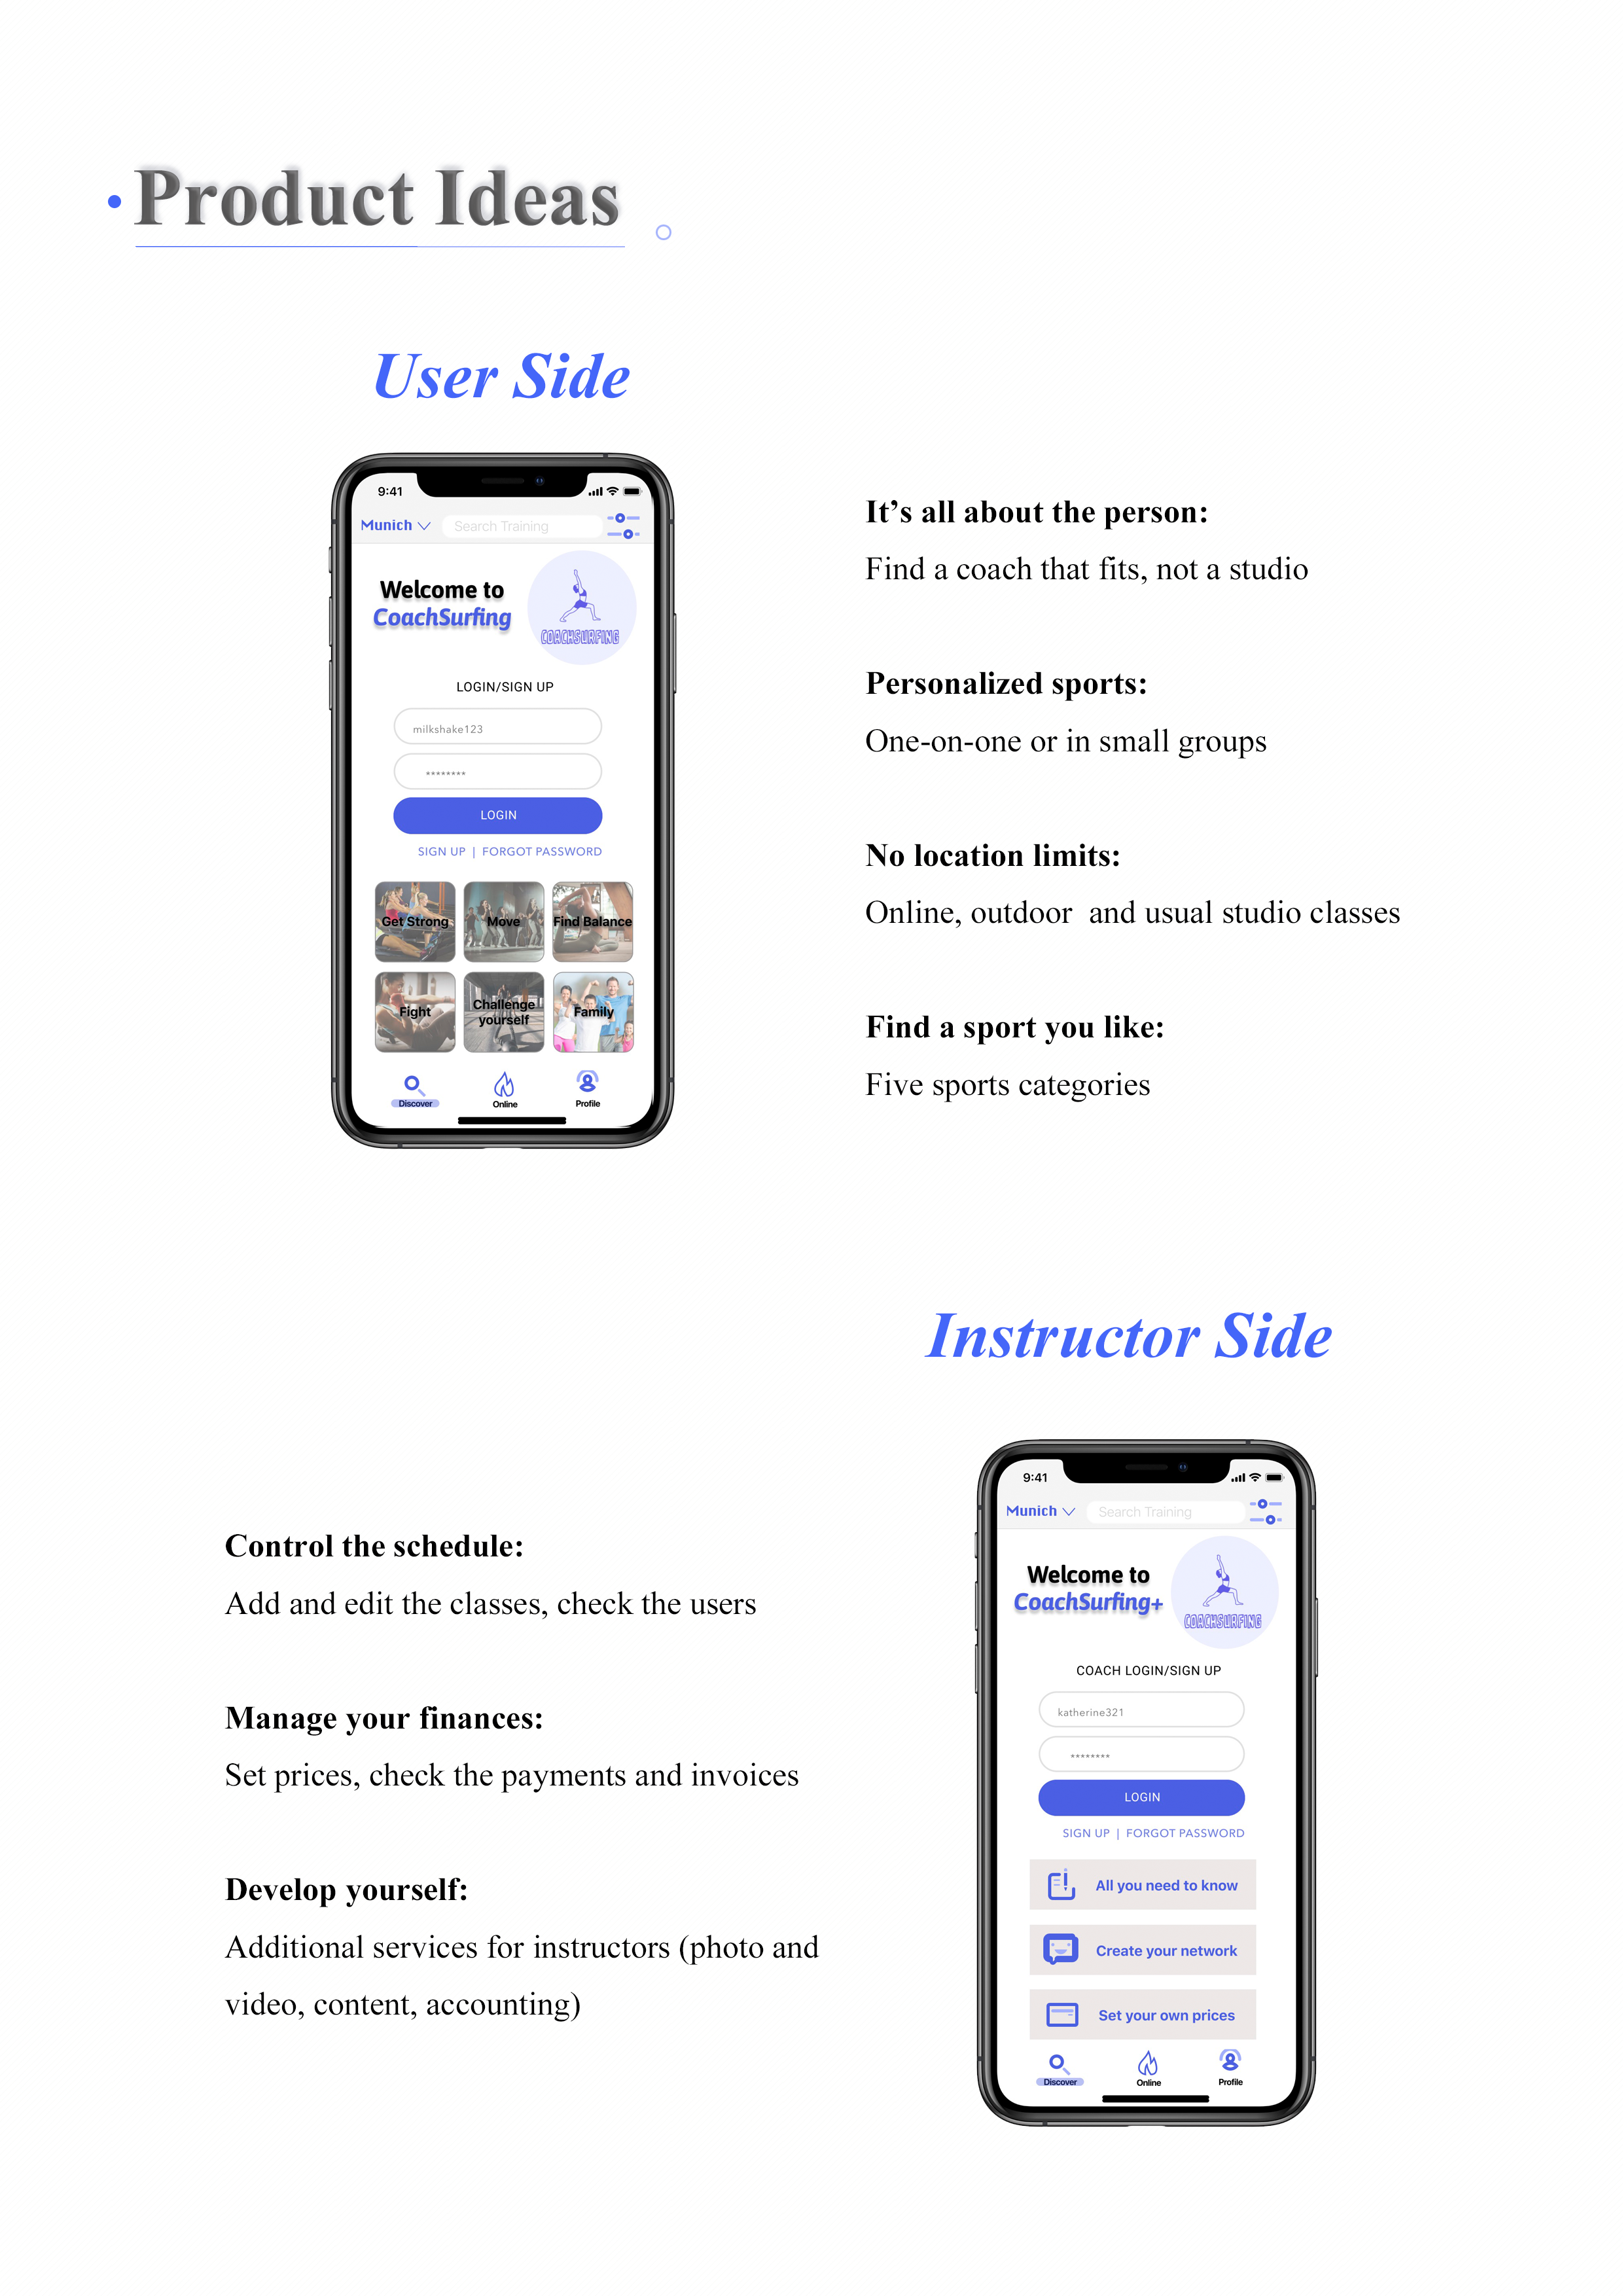 Product Ideas
User Side
9:41
Munich
Search Training
Welcome to
CoachSurfing
COACHSURFING
LOGIN/SIGN UP
milkshake123
********
LOGIN
SIGN UP | FORGOT PASSWORD
Get Strong
Move
Find Balance
Fight
Challenge
yourself
Family
Discover
Online
Profile
It’s all about the person:
Find a coach that fits, not a studio
Personalized sports:
One-on-one or in small groups
No location limits:
Online, outdoor  and usual studio classes
Find a sport you like:
Five sports categories
Instructor Side
Control the schedule:
Add and edit the classes, check the users
Manage your finances:
Set prices, check the payments and invoices
Develop yourself:
Additional services for instructors (photo and
video, content, accounting)
9:41
Munich
Search Training
Welcome to
CoachSurfing+
COACHSURFING
COACH LOGIN/SIGN UP
katherine321
********
LOGIN
SIGN UP | FORGOT PASSWORD
All you need to know
Create your network
Set your own prices
Discover
Online
Profile